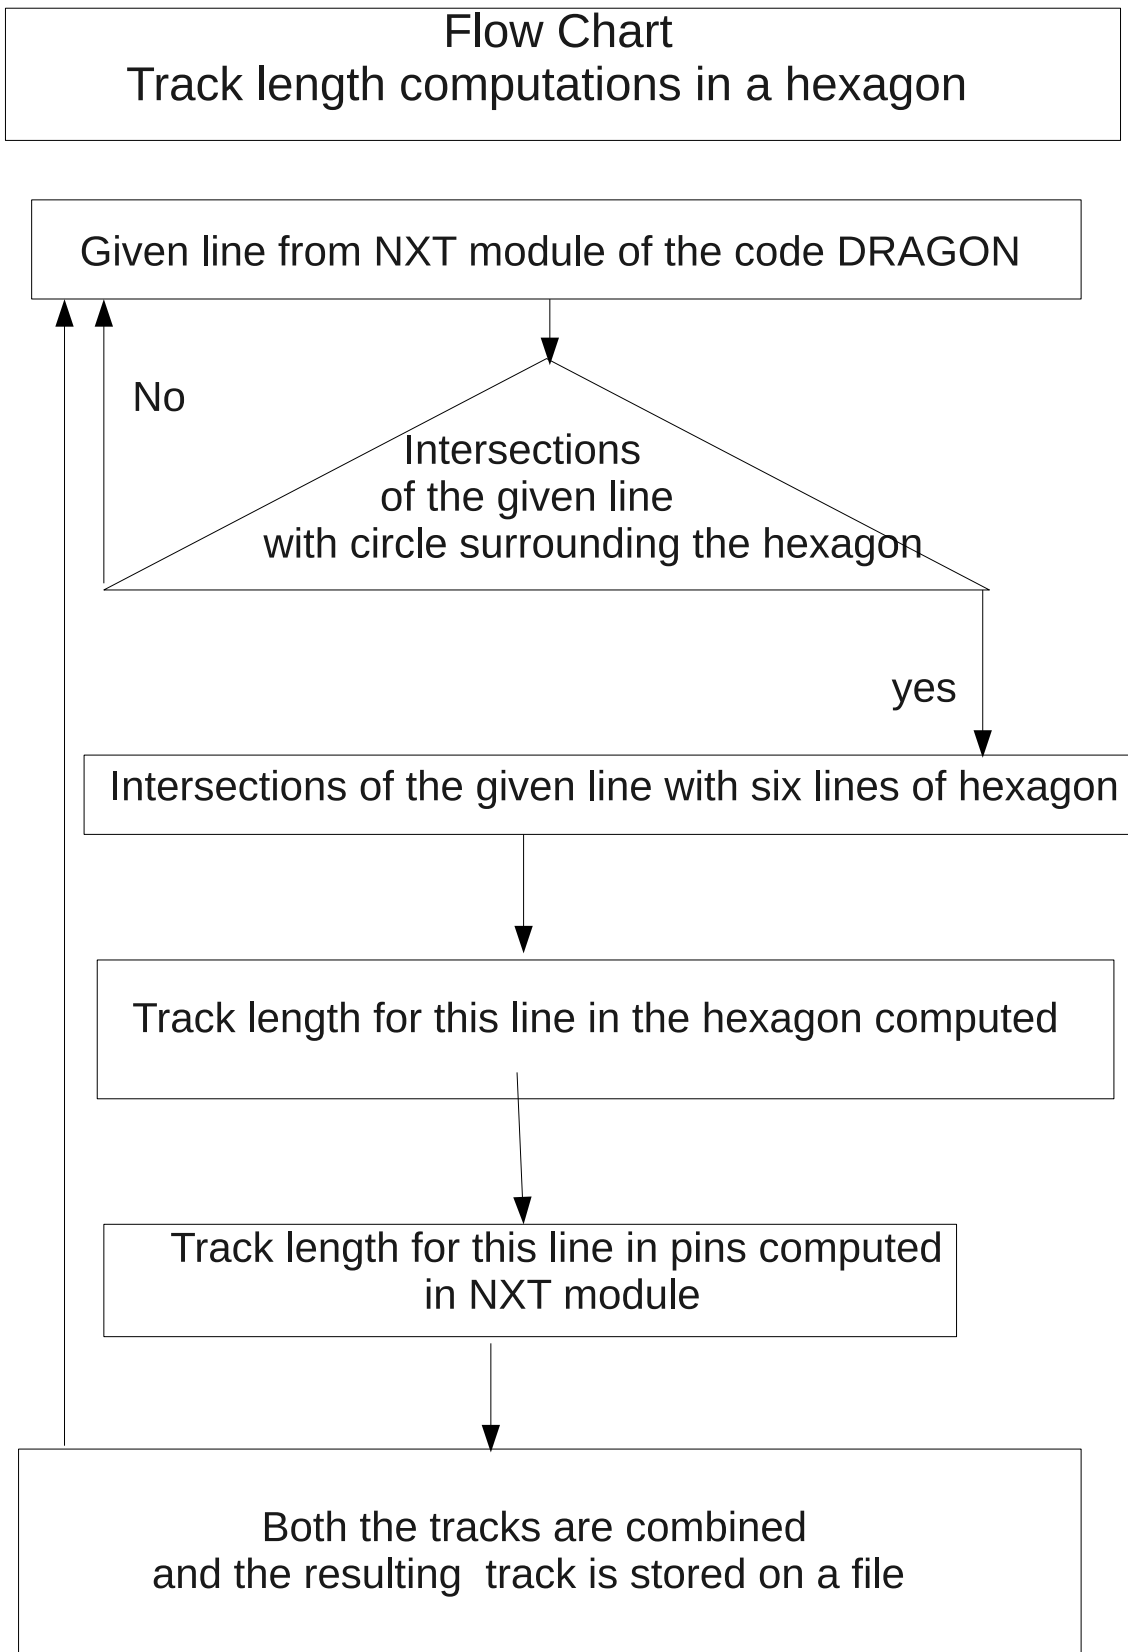 Flow Chart
Track length computations in a hexagon
Given line from NXT module of the code DRAGON
No
Intersections
of the given line
with circle surrounding the hexagon
yes
Intersections of the given line with six lines of hexagon
Track length for this line in the hexagon computed
Track length for this line in pins computed
in NXT module
Both the tracks are combined
and the resulting  track is stored on a file